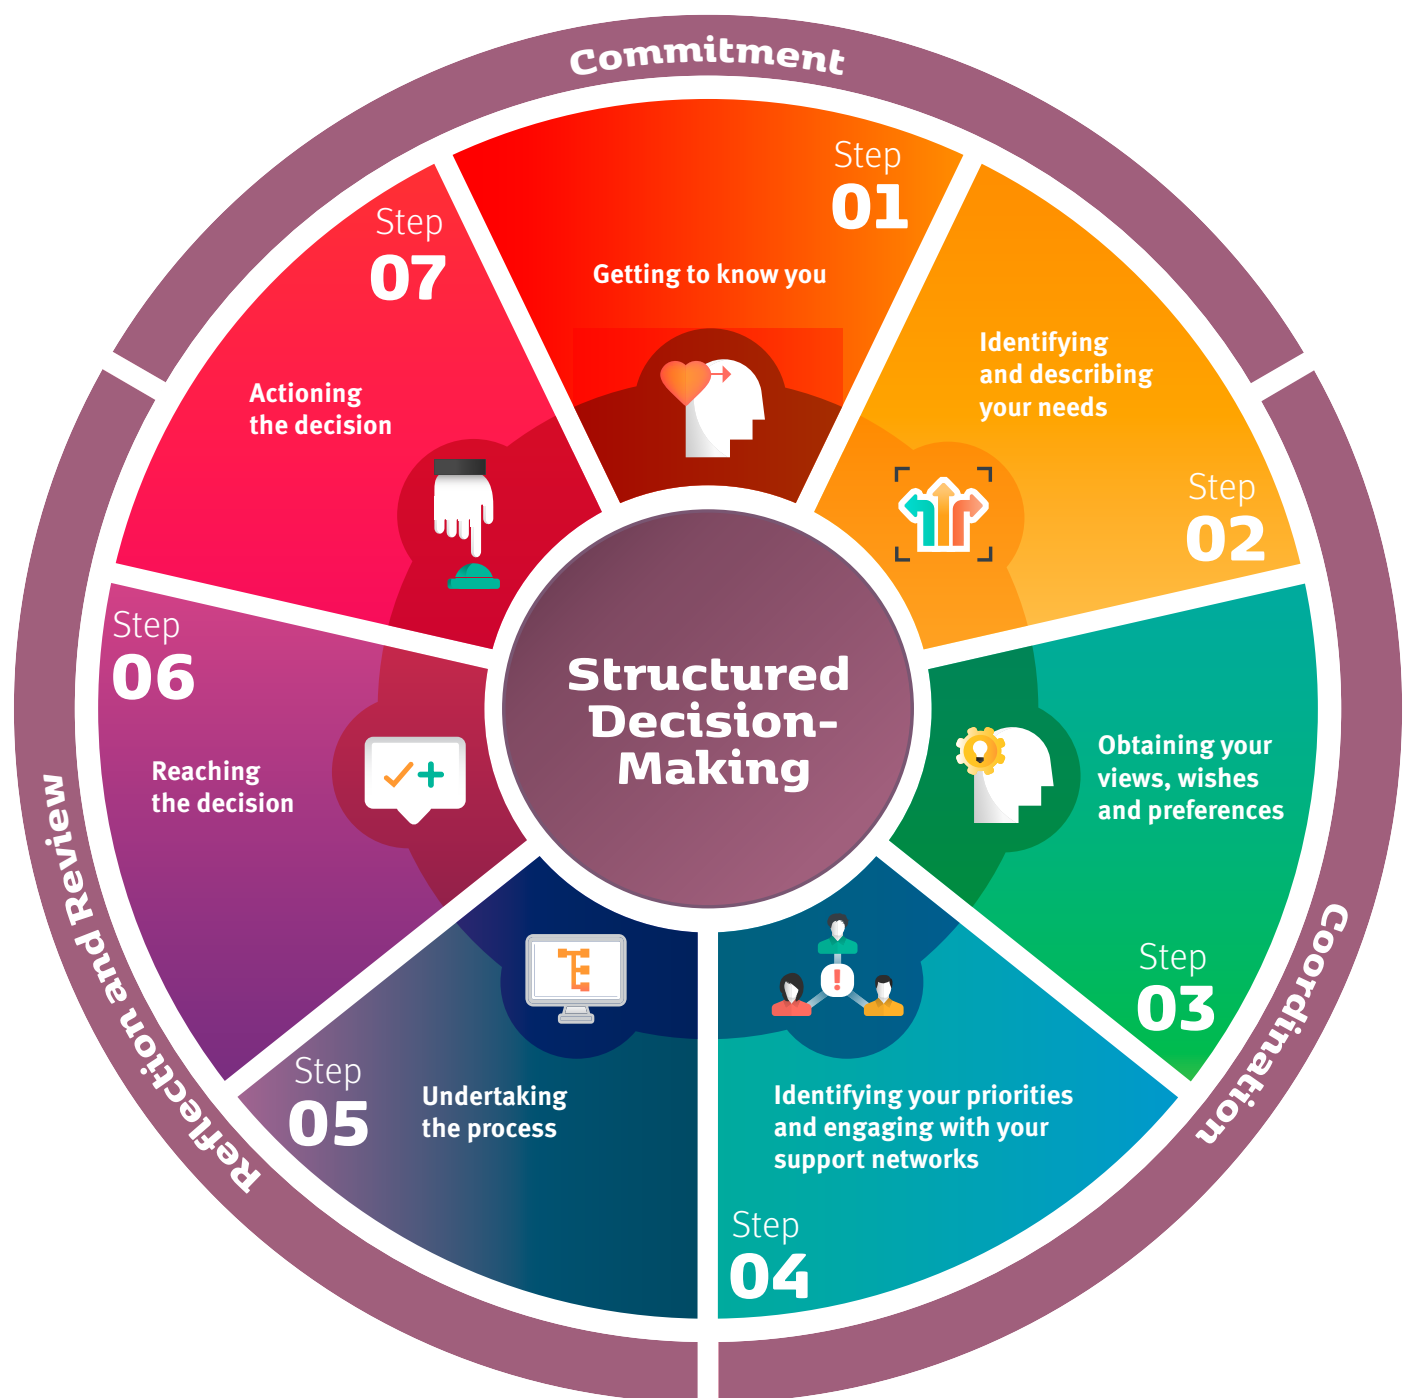 Commitment
Step
01
Getting to know you
Identifying
and describing
your needs
Step
02
Obtaining your
views, wishes
and preferences
Step
03
Coordination
Identifying your priorities
and engaging with your
support networks
Step
04
!
Step
05
Undertaking
the process
Reflection and Review
Step
06
Reaching
the decision
Step
07
Actioning
the decision
Structured
Decision-
Making